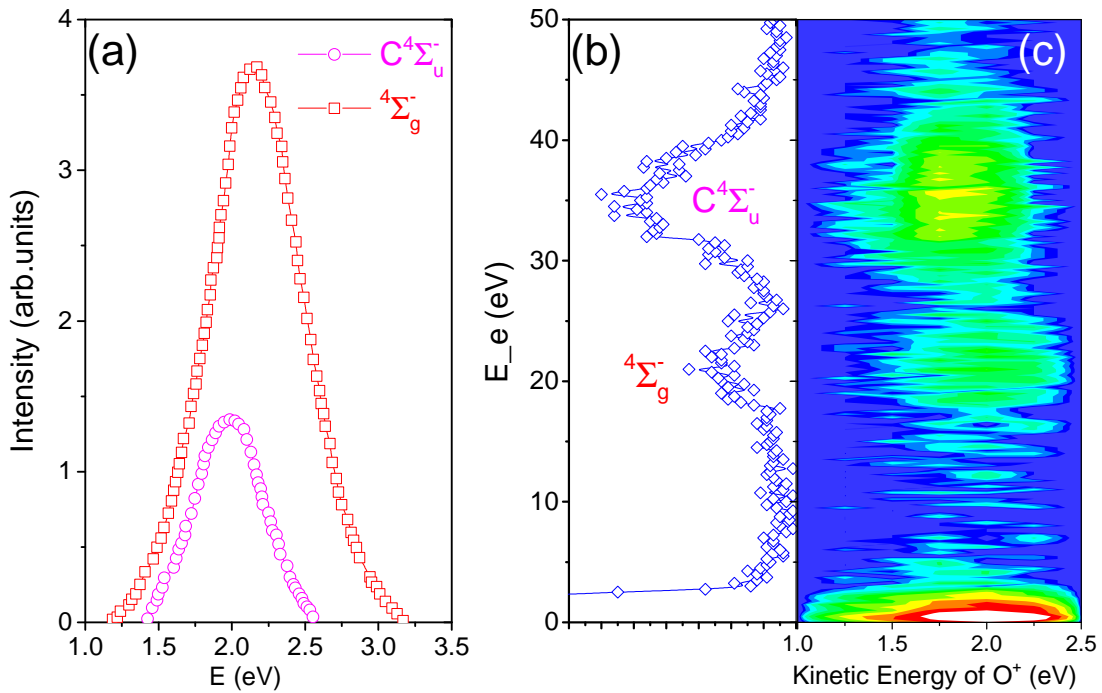 (a)
C⁴Σ⁻ᵤ
⁴Σ⁻g
4
3
2
1
0
Intensity (arb.units)
1.0 1.5 2.0 2.5 3.0 3.5
E (eV)
(b)
C⁴Σ⁻ᵤ
⁴Σ⁻g
50
40
30
20
10
0
E_e (eV)
(c)
1.0 1.5 2.0 2.5
Kinetic Energy of O⁺ (eV)